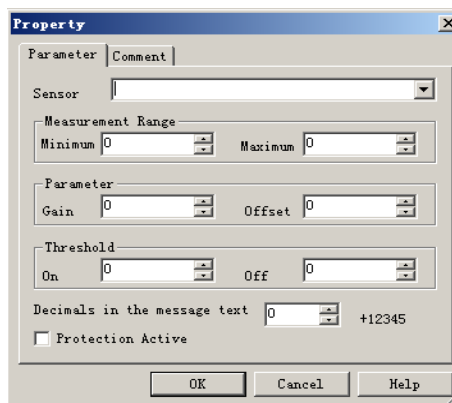 Property
Parameter Comment
Sensor
Measurement Range
Minimum 0 Maximum 0
Parameter
Gain 0 Offset 0
Threshold
On 0 Off 0
Decimals in the message text 0 +12345
Protection Active
OK Cancel Help